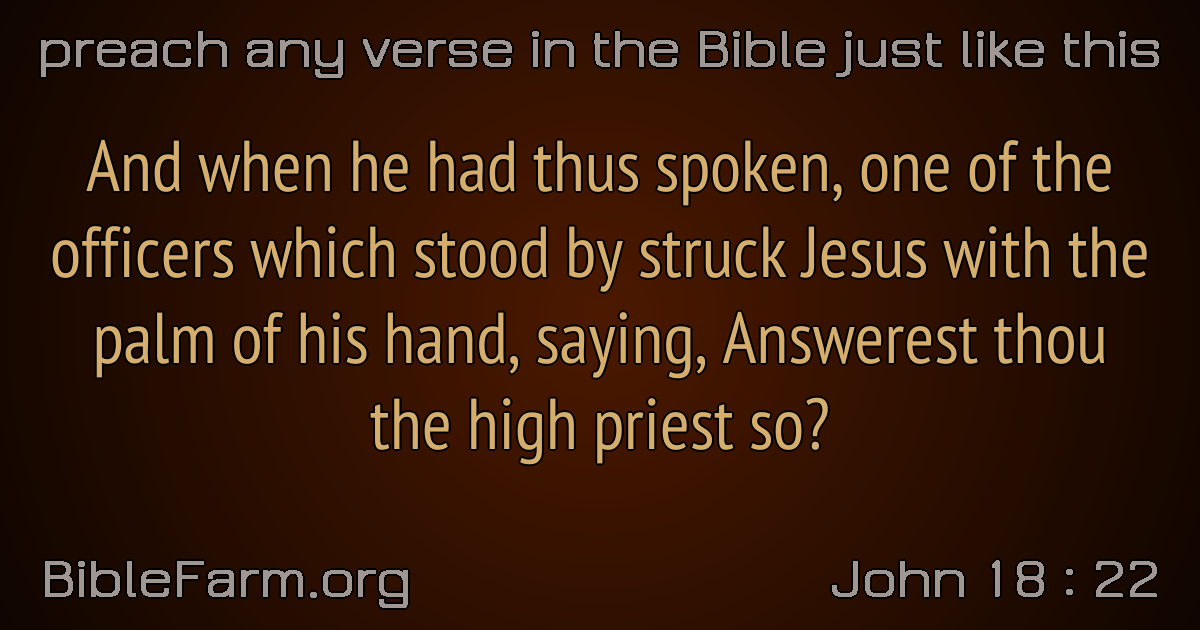 preach any verse in the Bible just like this
And when he had thus spoken, one of the
officers which stood by struck Jesus with the
palm of his hand, saying, Answerest thou
the high priest so?
BibleFarm.org
John 18 : 22